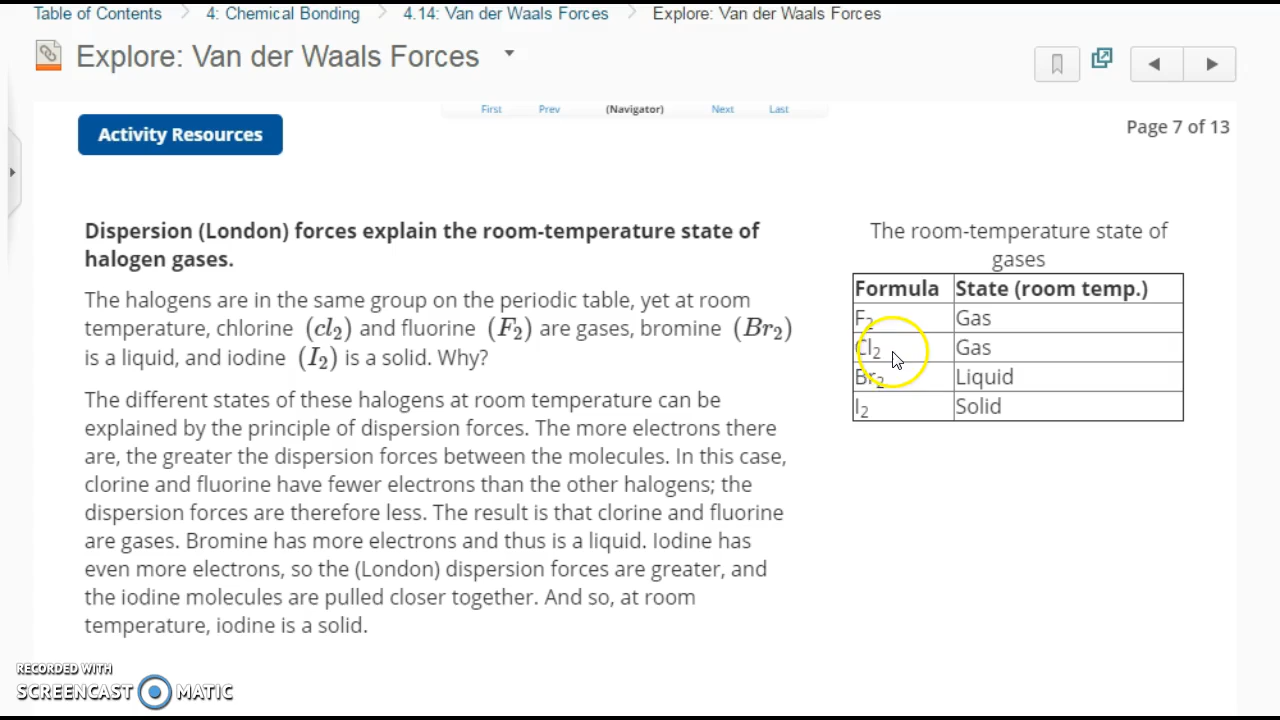 Table of Contents > 4: Chemical Bonding > 4.14: Van der Waals Forces > Explore: Van der Waals Forces
Explore: Van der Waals Forces
First Prev (Navigator) Next Last
Activity Resources
Page 7 of 13
Dispersion (London) forces explain the room-temperature state of
halogen gases.
The halogens are in the same group on the periodic table, yet at room
temperature, chlorine (cl₂) and fluorine (F₂) are gases, bromine (Br₂)
is a liquid, and iodine (I₂) is a solid. Why?
The different states of these halogens at room temperature can be
explained by the principle of dispersion forces. The more electrons there
are, the greater the dispersion forces between the molecules. In this case,
clorine and fluorine have fewer electrons than the other halogens; the
dispersion forces are therefore less. The result is that clorine and fluorine
are gases. Bromine has more electrons and thus is a liquid. Iodine has
even more electrons, so the (London) dispersion forces are greater, and
the iodine molecules are pulled closer together. And so, at room
temperature, iodine is a solid.
The room-temperature state of
gases
Formula State (room temp.)
F₂ Gas
Cl₂ Gas
Br₂ Liquid
I₂ Solid
RECORDED WITH
SCREENCAST MATIC